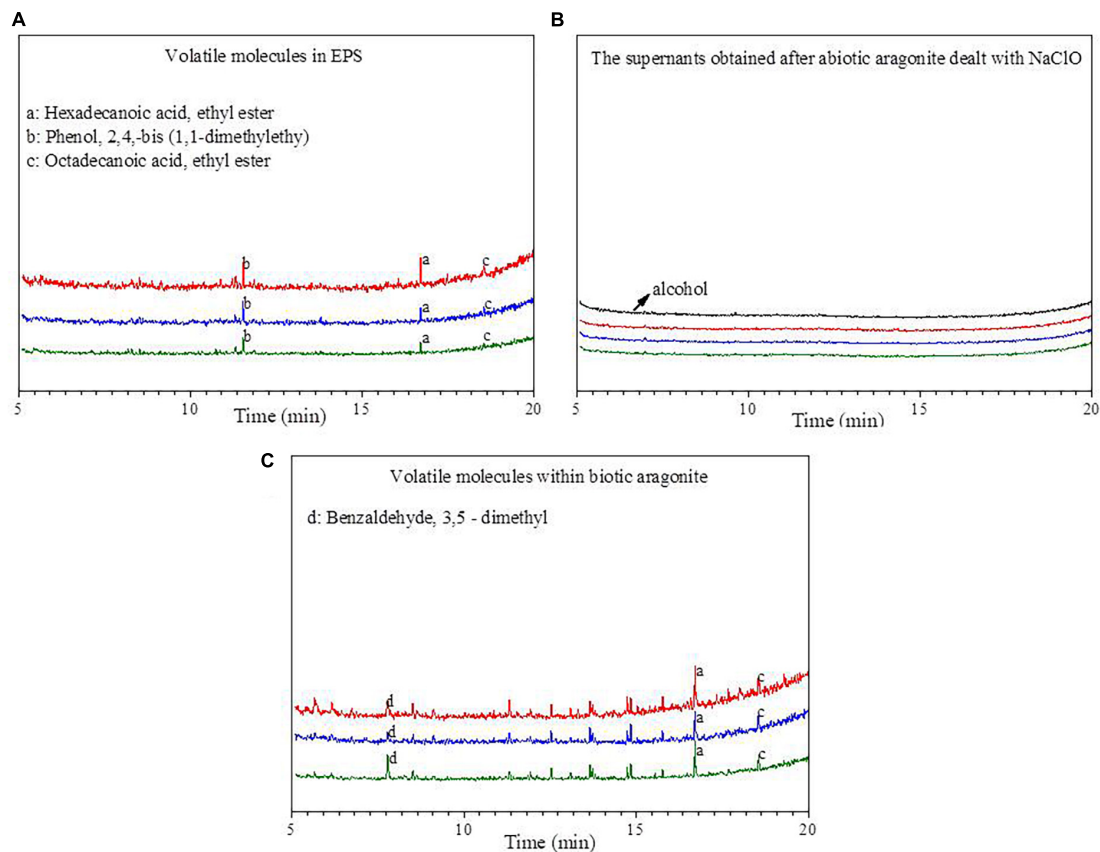 A
Volatile molecules in EPS
a: Hexadecanoic acid, ethyl ester
b: Phenol, 2,4,-bis (1,1-dimethylethy)
c: Octadecanoic acid, ethyl ester
b
a
c
b
a
c
b
a
c
5
10
15
20
Time (min)
B
The supernants obtained after abiotic aragonite dealt with NaClO
alcohol
5
10
15
20
Time (min)
C
Volatile molecules within biotic aragonite
d: Benzaldehyde, 3,5 - dimethyl
d
a
c
d
a
c
d
a
c
5
10
15
20
Time (min)